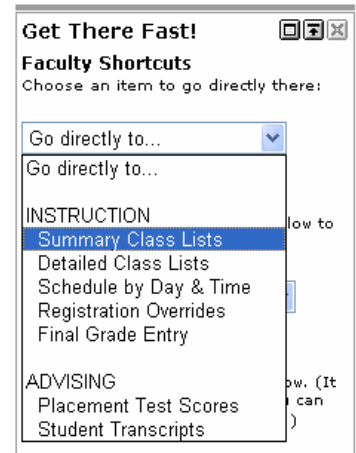 Get There Fast!
Faculty Shortcuts
Choose an item to go directly there:
Go directly to...
Go directly to...
INSTRUCTION
Summary Class Lists
low to
Detailed Class Lists
Schedule by Day & Time
Registration Overrides
Final Grade Entry
ADVISING
ow. (It
Placement Test Scores
can
Student Transcripts
)